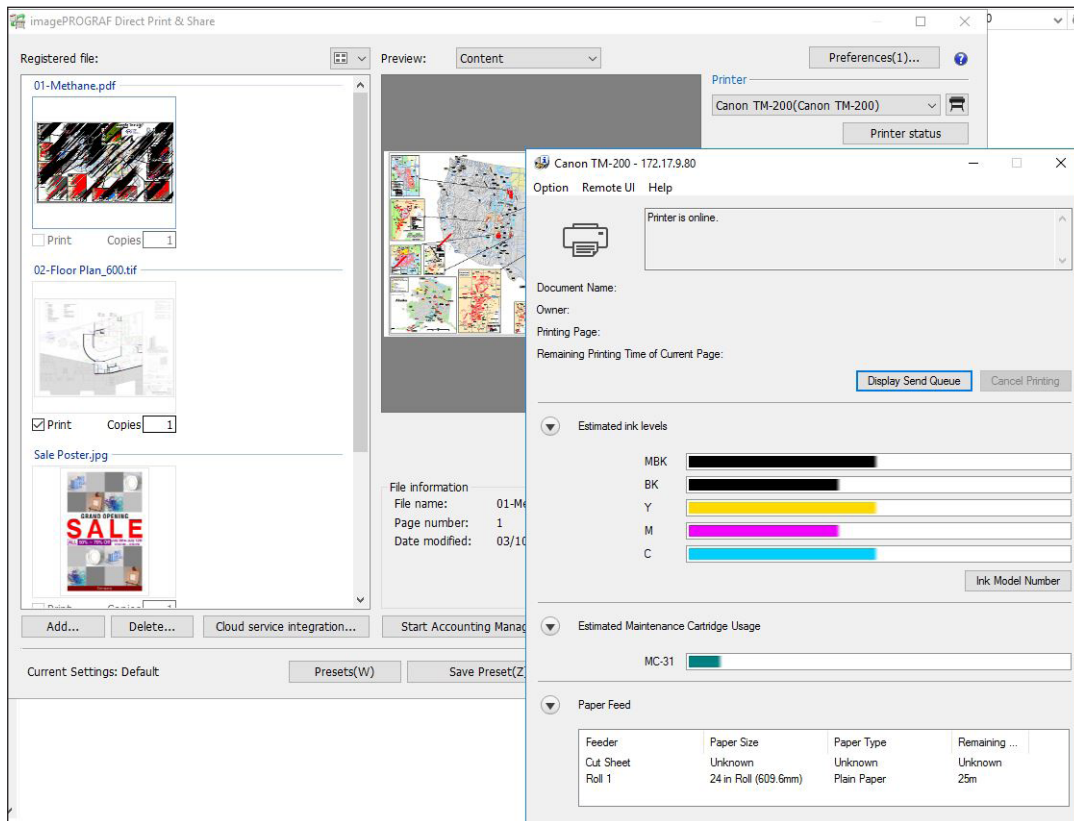 imagePROGRAF Direct Print & Share
Registered file:
Preview:
Content
Preferences(1)...
01-Methane.pdf
Print
Copies
1
02-Floor Plan_600.tif
Print
Copies
1
Sale Poster.jpg
GRAND OPENING
SALE
Printer
Canon TM-200(Canon TM-200)
Printer status
File information
File name: 01-Me
Page number: 1
Date modified: 03/10
Add...
Delete...
Cloud service integration...
Start Accounting Manag
Current Settings: Default
Presets(W)
Save Preset(Z)
Canon TM-200 - 172.17.9.80
Option Remote UI Help
Printer is online.
Document Name:
Owner:
Printing Page:
Remaining Printing Time of Current Page:
Display Send Queue
Cancel Printing
Estimated ink levels
MBK
BK
Y
M
C
Ink Model Number
Estimated Maintenance Cartridge Usage
MC-31
Paper Feed
Feeder Paper Size Paper Type Remaining ...
Cut Sheet Unknown Unknown Unknown
Roll 1 24 in Roll (609.6mm) Plain Paper 25m